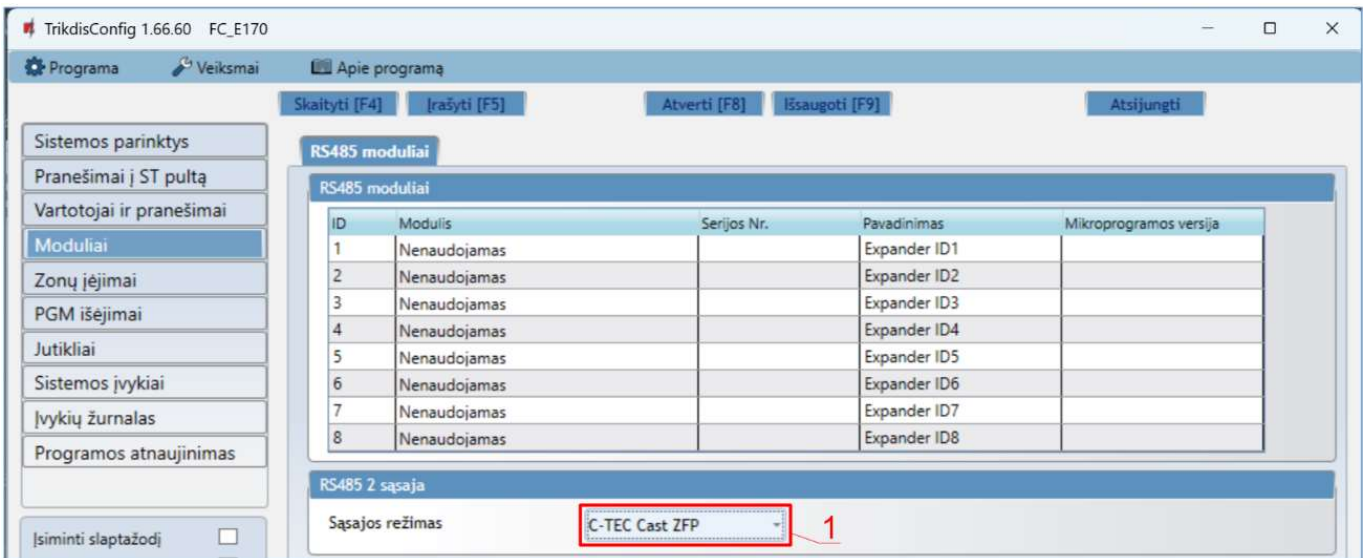 TrikdisConfig 1.66.60 FC_E170
Programa Veiksmai Apie programą
Skaityti [F4] Įrašyti [F5] Atverti [F8] Išsaugoti [F9] Atsijungti
Sistemos parinktys
Pranešimai į ST pultą
Vartotojai ir pranešimai
Moduliai
Zonų įėjimai
PGM išėjimai
Jutikliai
Sistemos įvykiai
Įvykių žurnalas
Programos atnaujinimas
Įsiminti slaptažodį
RS485 moduliai
RS485 moduliai
ID Modulis Serijos Nr. Pavadinimas Mikroprogramos versija
1 Nenaudojamas Expander ID1
2 Nenaudojamas Expander ID2
3 Nenaudojamas Expander ID3
4 Nenaudojamas Expander ID4
5 Nenaudojamas Expander ID5
6 Nenaudojamas Expander ID6
7 Nenaudojamas Expander ID7
8 Nenaudojamas Expander ID8
RS485 2 sąsaja
Sąsajos režimas C-TEC Cast ZFP 1